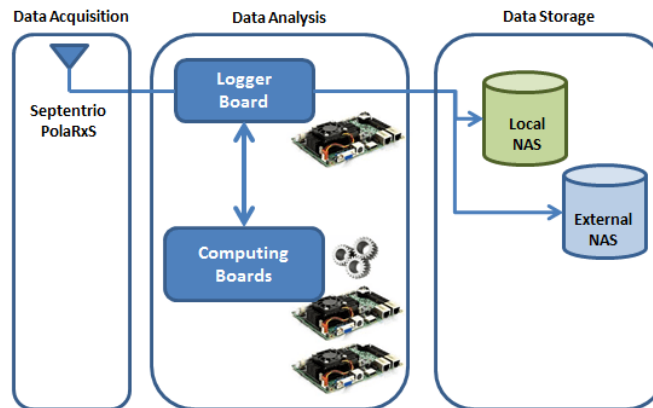 Data Acquisition
Data Analysis
Data Storage
Septentrio
PolaRxS
Logger
Board
Computing
Boards
Local
NAS
External
NAS